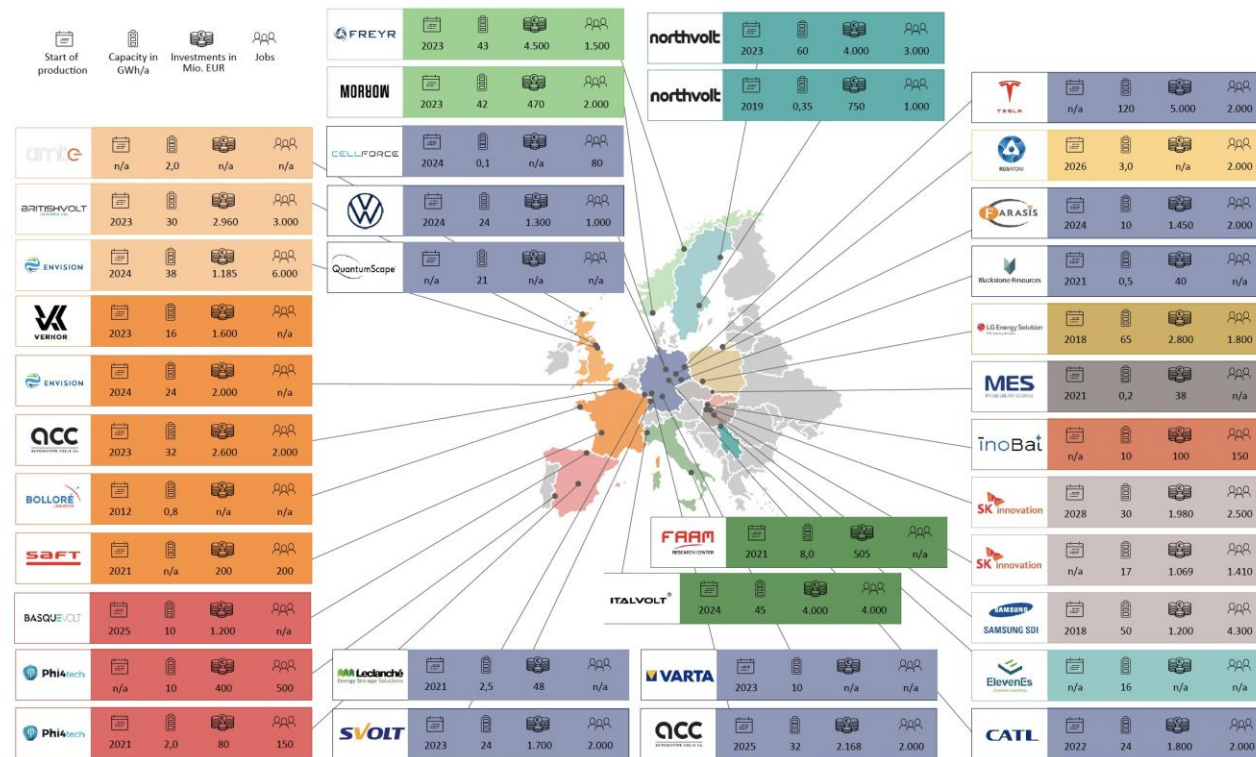 Start of production
Capacity in GWh/a
Investments in Mio. EUR
Jobs
FREYR
2023 43 4.500 1.500
MORROW
2023 42 470 2.000
northvolt
2023 60 4.000 3.000
northvolt
2019 0,35 750 1.000
amte
n/a 2,0 n/a n/a
BRITISHVOLT
2023 30 2.960 3.000
ENVISION
2024 38 1.185 6.000
VERKOR
2023 16 1.600 n/a
ENVISION
2024 24 2.000 n/a
acc
AUTOMOTIVE CELLS Co
2023 32 2.600 2.000
BOLLORÉ
LOGISTICS
2012 0,8 n/a n/a
saft
2021 n/a 200 200
BASQUEVOLT
2025 10 1.200 n/a
Phi4tech
n/a 10 400 500
Phi4tech
2021 2,0 80 150
CELLFORCE
2024 0,1 n/a 80
VW
2024 24 1.300 1.000
QuantumScape
n/a 21 n/a n/a
TESLA
n/a 120 5.000 2.000
ROSATOM
2026 3,0 n/a 2.000
FARASIS
2024 10 1.450 2.000
Blackstone Resources
2021 0,5 40 n/a
LG Energy Solution
2018 65 2.800 1.800
MES
2021 0,2 38 n/a
inoBat
n/a 10 100 150
SK innovation
2028 30 1.980 2.500
SK innovation
n/a 17 1.069 1.410
SAMSUNG
SAMSUNG SDI
2018 50 1.200 4.300
ElevenEs
n/a 16 n/a n/a
CATL
2022 24 1.800 2.000
FAAM
RESEARCH CENTER
2021 8,0 505 n/a
ITALVOLT®
2024 45 4.000 4.000
Leclanché
Energy Storage Solutions
2021 2,5 48 n/a
SVOLT
2023 24 1.700 2.000
VARTA
2023 10 n/a n/a
acc
AUTOMOTIVE CELLS Co
2025 32 2.168 2.000